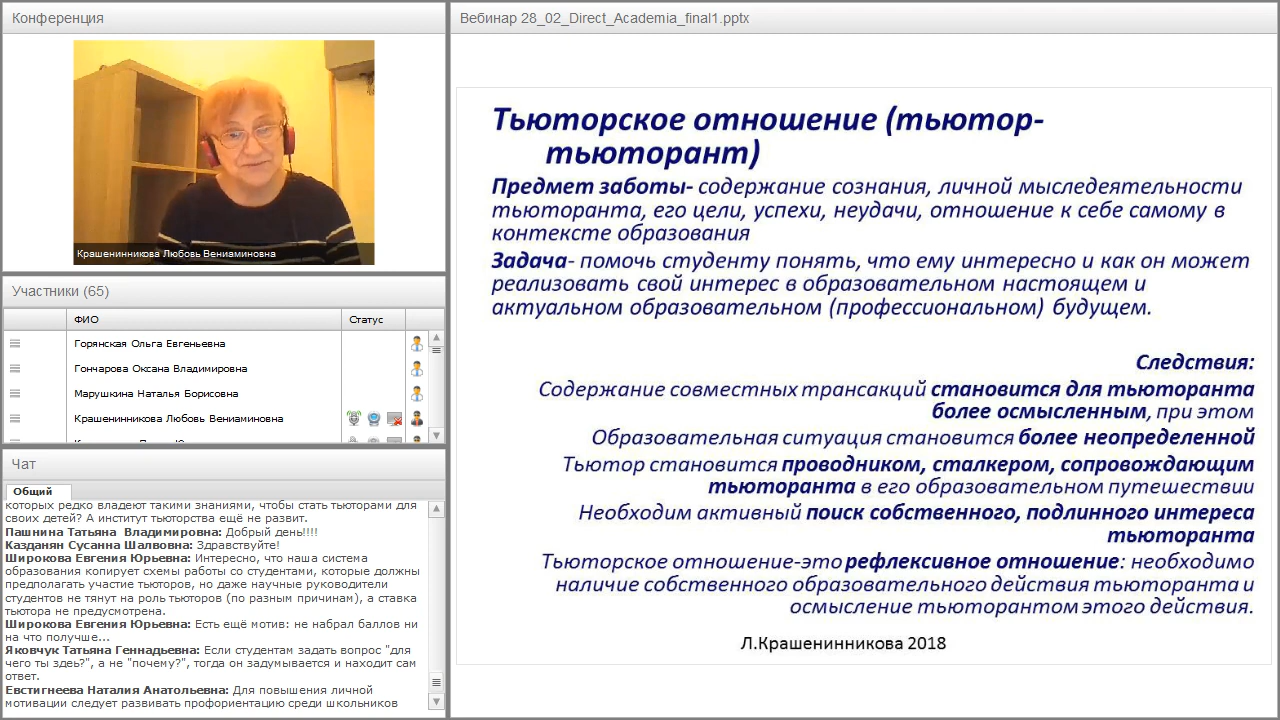 Конференция
Крашенинникова Любовь Вениаминовна
Участники (65)
ФИО
Статус
Горянская Ольга Евгеньевна
Гончарова Оксана Владимировна
Марушкина Наталья Борисовна
Крашенинникова Любовь Вениаминовна
Чат
Общий
которых редко владеют такими знаниями, чтобы стать тьюторами для
своих детей? А институт тьюторства ещё не развит.
Пашнина Татьяна Владимировна: Добрый день!!!!
Казданян Сусанна Шалвовна: Здравствуйте!
Широкова Евгения Юрьевна: Интересно, что наша система
образования копирует схемы работы со студентами, которые должны
предполагать участие тьюторов, но даже научные руководители
студентов не тянут на роль тьюторов (по разным причинам), а ставка
тьютора не предусмотрена.
Широкова Евгения Юрьевна: Есть ещё мотив: не набрал баллов ни
на что получше...
Яковчук Татьяна Геннадьевна: Если студентам задать вопрос "для
чего ты здеь?", а не "почему?", тогда он задумывается и находит сам
ответ.
Евстигнеева Наталия Анатольевна: Для повышения личной
мотивации следует развивать профориентацию среди школьников
Вебинар 28_02_Direct_Academia_final1.pptx
Тьюторское отношение (тьютор-
тьюторант)
Предмет заботы- содержание сознания, личной мыследеятельности
тьюторанта, его цели, успехи, неудачи, отношение к себе самому в
контексте образования
Задача- помочь студенту понять, что ему интересно и как он может
реализовать свой интерес в образовательном настоящем и
актуальном образовательном (профессиональном) будущем.
Следствия:
Содержание совместных трансакций становится для тьюторанта
более осмысленным, при этом
Образовательная ситуация становится более неопределенной
Тьютор становится проводником, сталкером, сопровождающим
тьюторанта в его образовательном путешествии
Необходим активный поиск собственного, подлинного интереса
тьюторанта
Тьюторское отношение-это рефлексивное отношение: необходимо
наличие собственного образовательного действия тьюторанта и
осмысление тьюторантом этого действия.
Л.Крашенинникова 2018